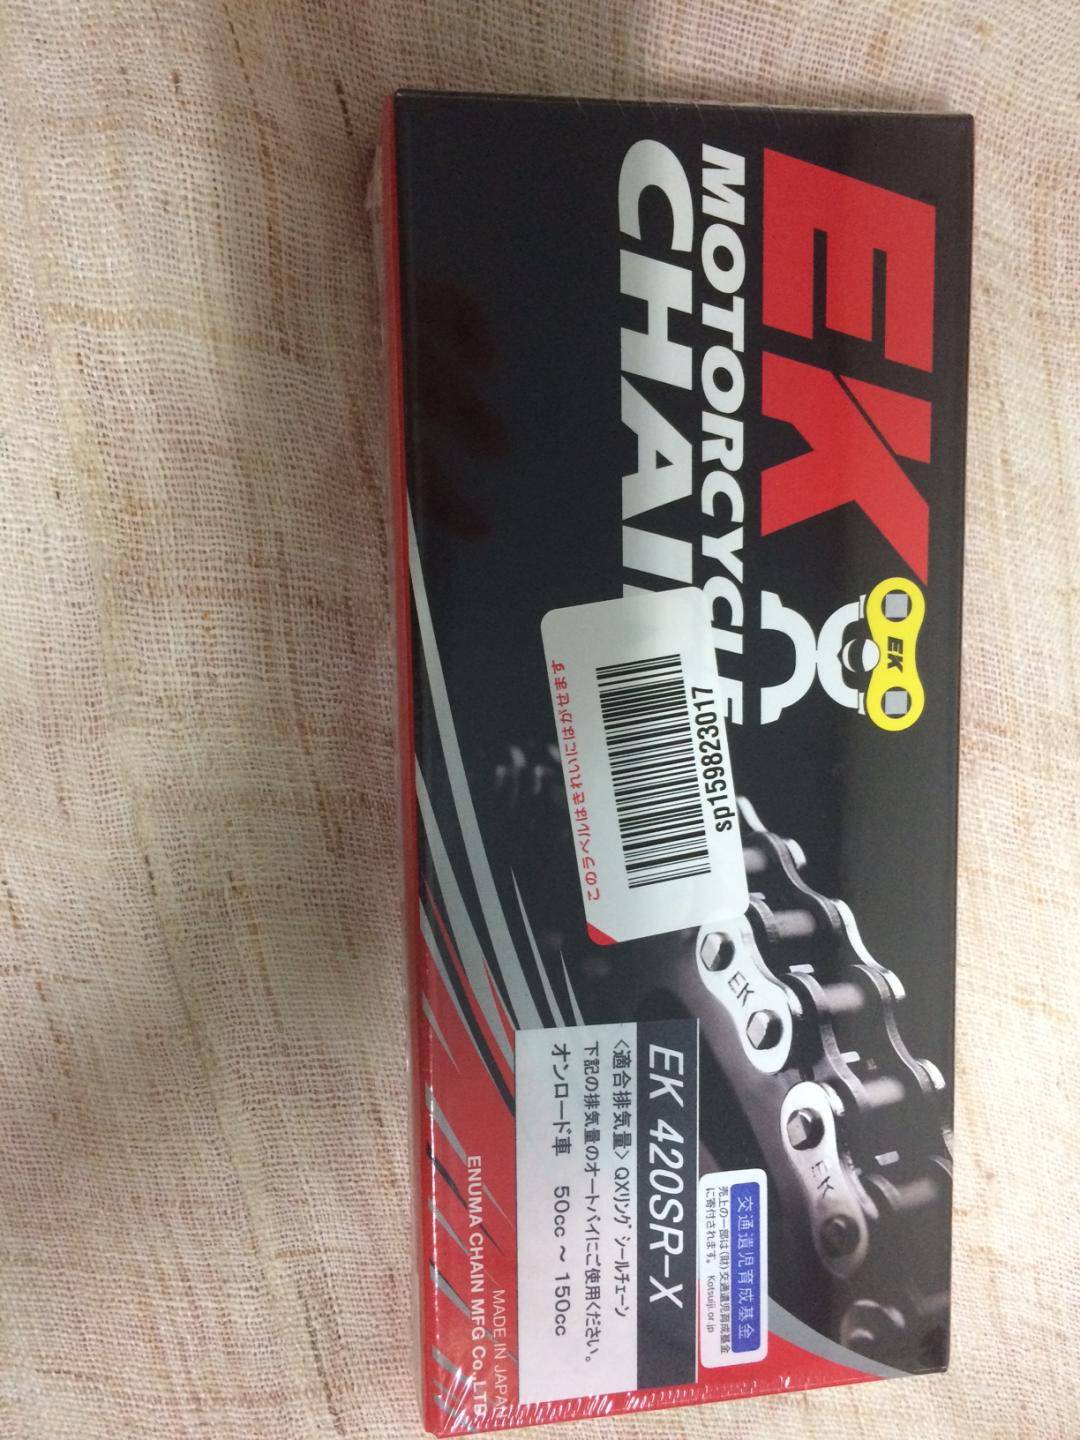 EK
MOTORCYCLE
CHAIN
EK
sp159823017
このラベルはきれいにはがせます
EK
EK
交通遺児育成基金
売上の一部は(財)交通遺児育成基金
に寄付されます。 Kotsuiji.or.jp
EK 420SR-X
〈適合排気量〉 QXリング シールチェーン
下記の排気量のオートバイにご使用ください。
オンロード車 50cc ～ 150cc
MADE IN JAPAN
ENUMA CHAIN MFG Co.,LTD.